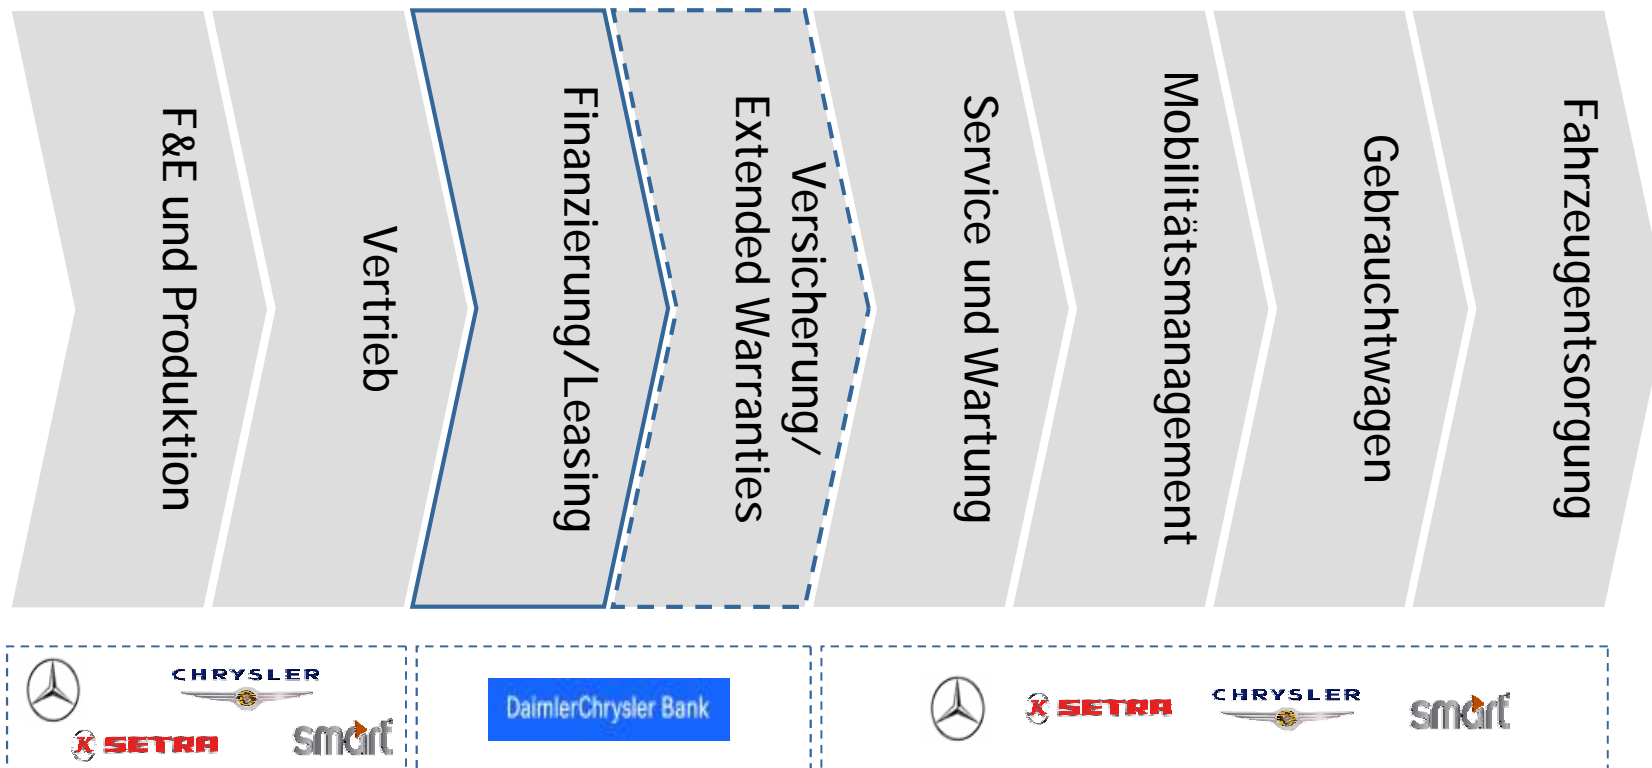 F&E und Produktion
Vertrieb
Finanzierung/Leasing
Versicherung/
Extended Warranties
Service und Wartung
Mobilitätsmanagement
Gebrauchtwagen
Fahrzeugentsorgung
CHRYSLER
K SETRA
smart
DaimlerChrysler Bank
K SETRA
CHRYSLER
smart